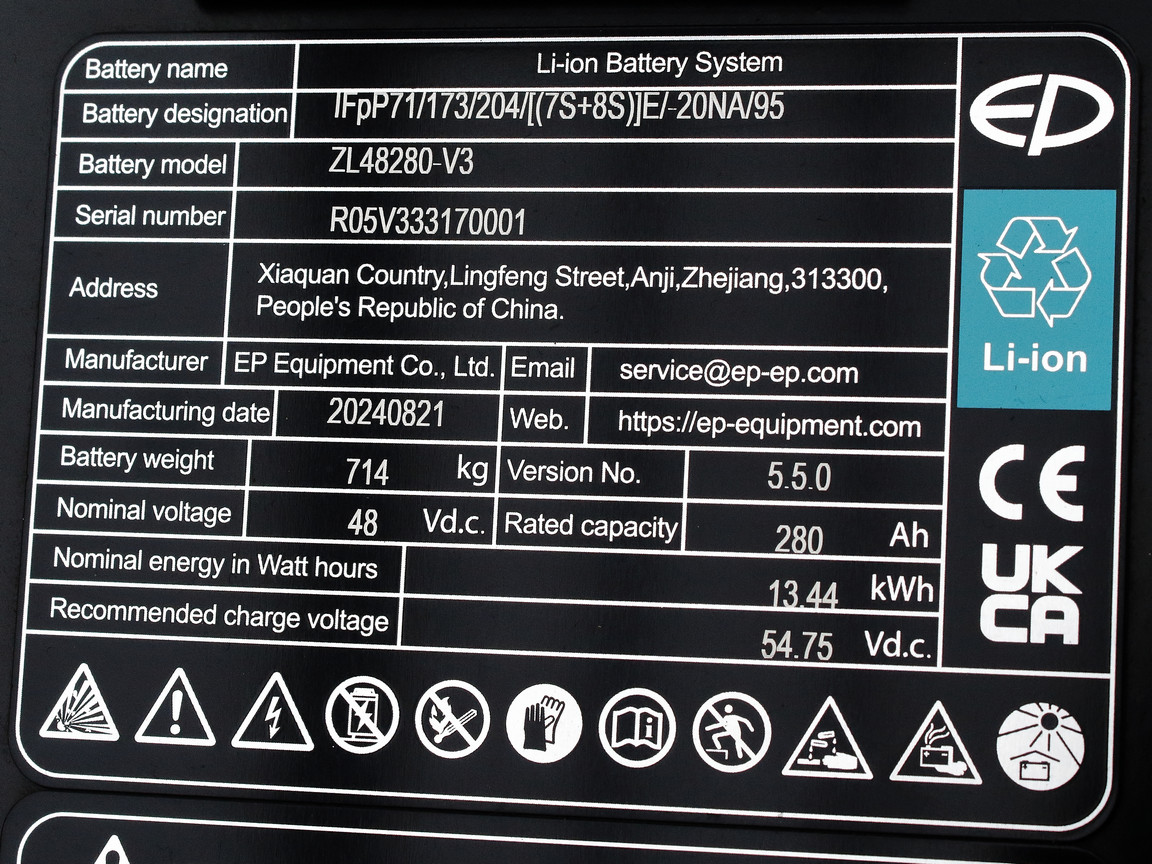 Battery name Li-ion Battery System
Battery designation IFpP71/173/204/[(7S+8S)]E/-20NA/95
Battery model ZL48280-V3
Serial number R05V333170001
Address Xiaquan Country,Lingfeng Street,Anji,Zhejiang,313300,
People's Republic of China.
Manufacturer EP Equipment Co., Ltd. Email service@ep-ep.com
Manufacturing date 20240821 Web. https://ep-equipment.com
Battery weight 714 kg Version No. 5.5.0
Nominal voltage 48 Vd.c. Rated capacity 280 Ah
Nominal energy in Watt hours 13.44 kWh
Recommended charge voltage 54.75 Vd.c.
EP
Li-ion
CE
UK
CA